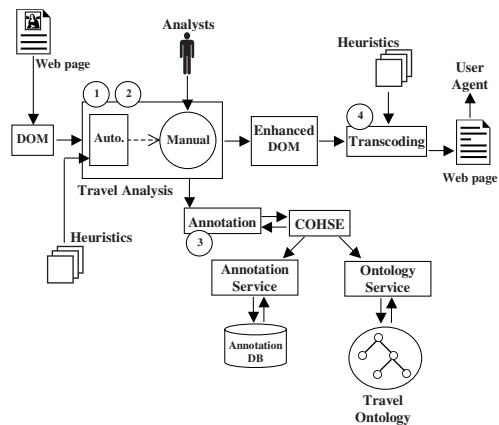 Analysts
Web page
Heuristics
User
Agent
1
2
4
DOM
Auto.
Manual
Enhanced
DOM
Transcoding
Web page
Travel Analysis
Annotation
3
COHSE
Heuristics
Annotation
Service
Ontology
Service
Annotation
DB
Travel
Ontology